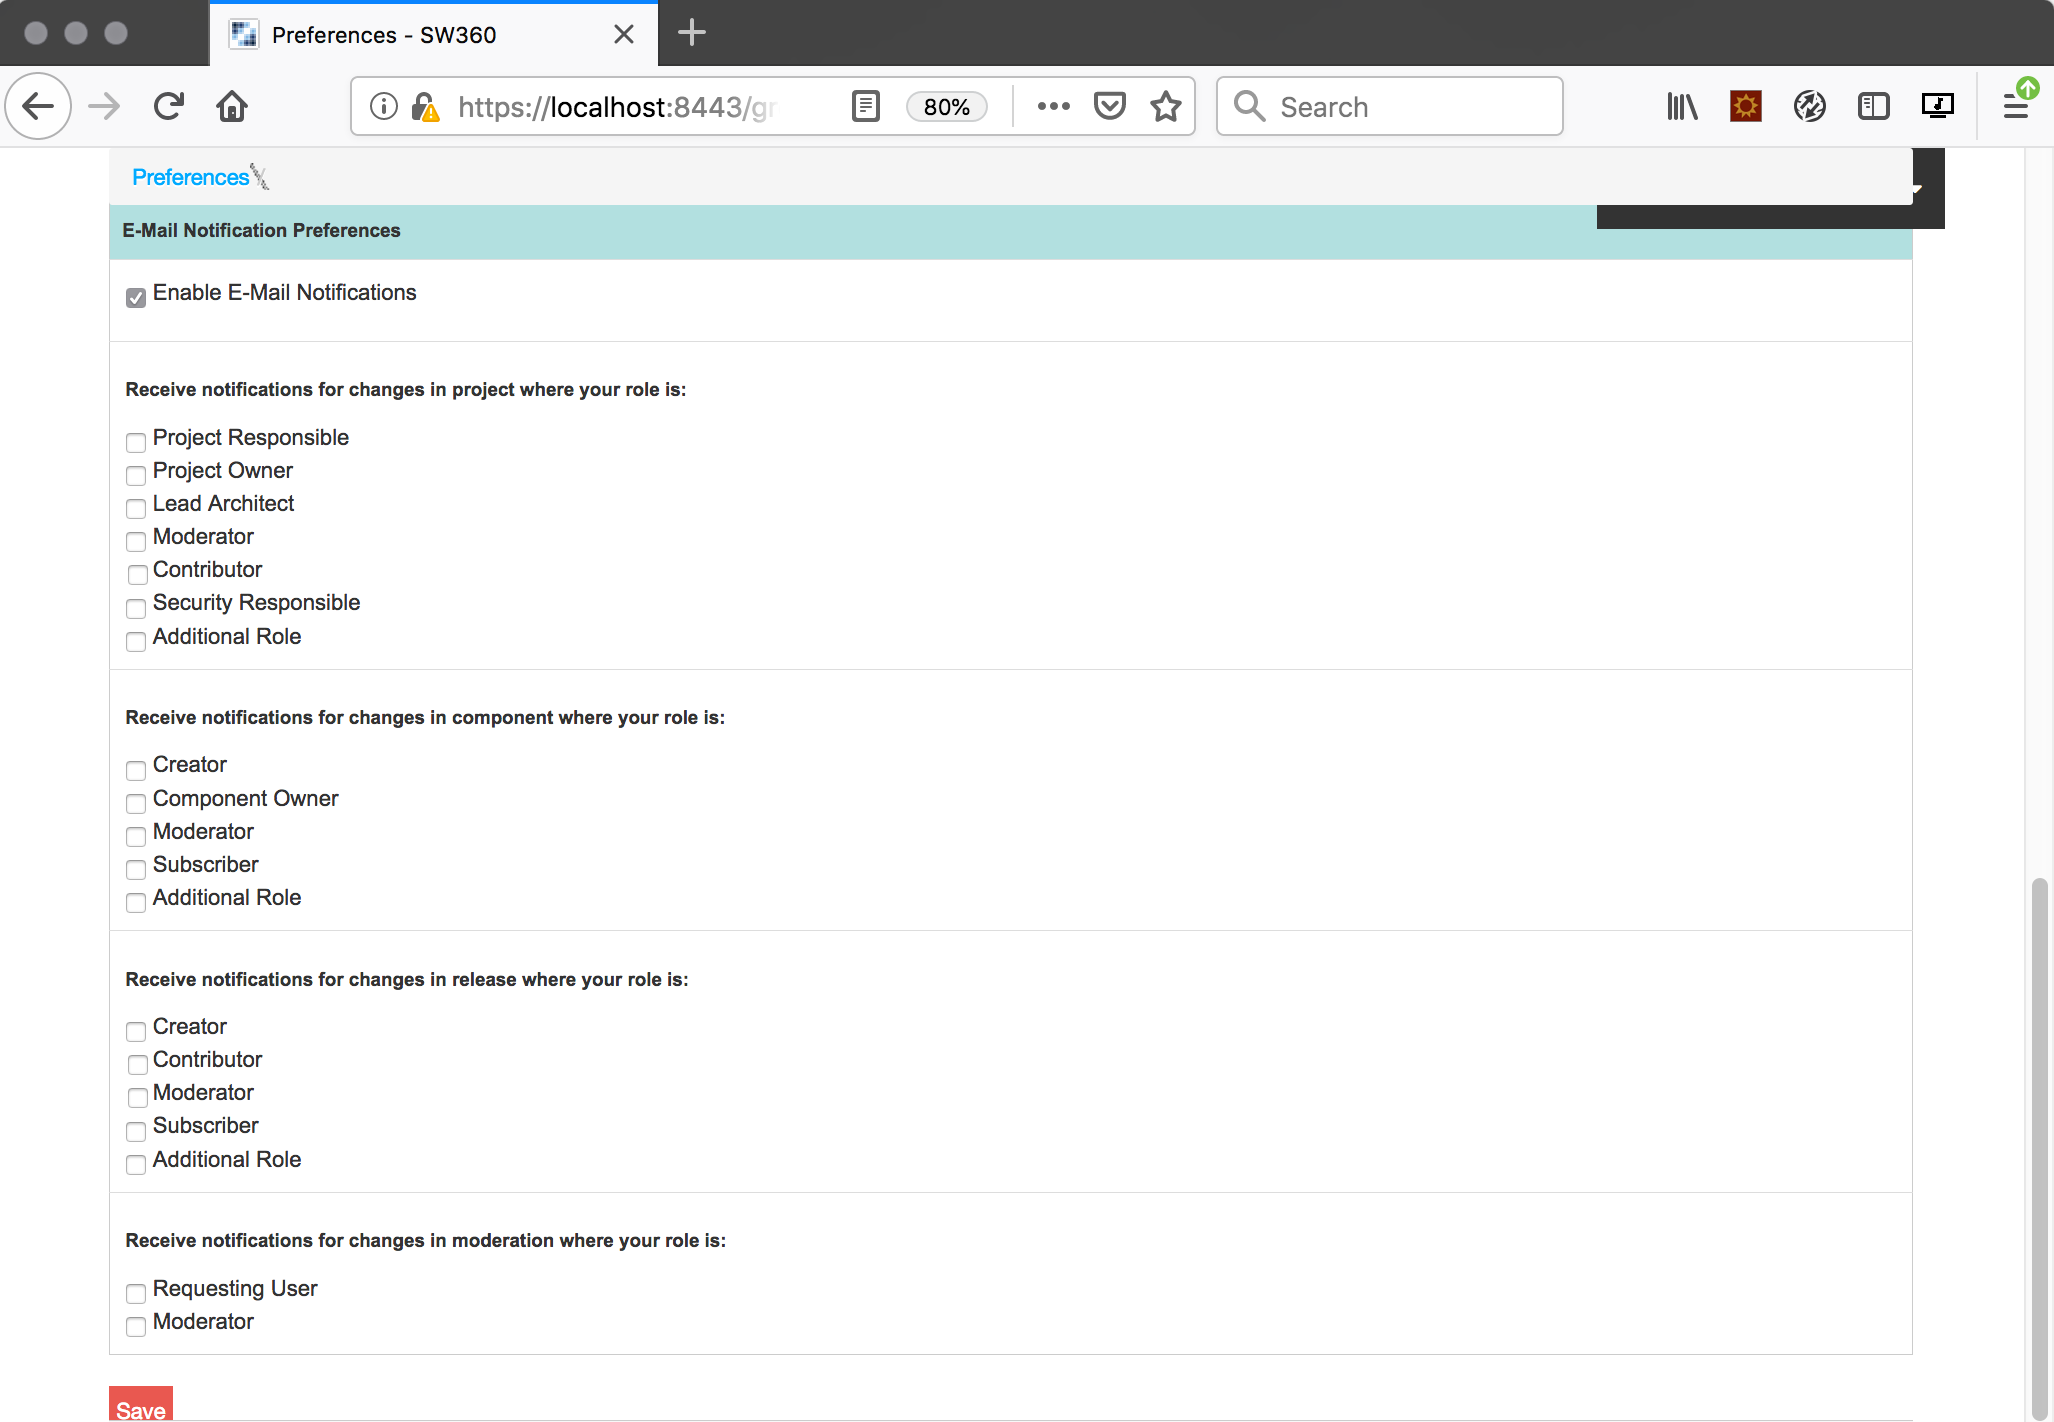 Preferences - SW360
https://localhost:8443/gr
80%
Search
Preferences
E-Mail Notification Preferences
Enable E-Mail Notifications
Receive notifications for changes in project where your role is:
Project Responsible
Project Owner
Lead Architect
Moderator
Contributor
Security Responsible
Additional Role
Receive notifications for changes in component where your role is:
Creator
Component Owner
Moderator
Subscriber
Additional Role
Receive notifications for changes in release where your role is:
Creator
Contributor
Moderator
Subscriber
Additional Role
Receive notifications for changes in moderation where your role is:
Requesting User
Moderator
Save